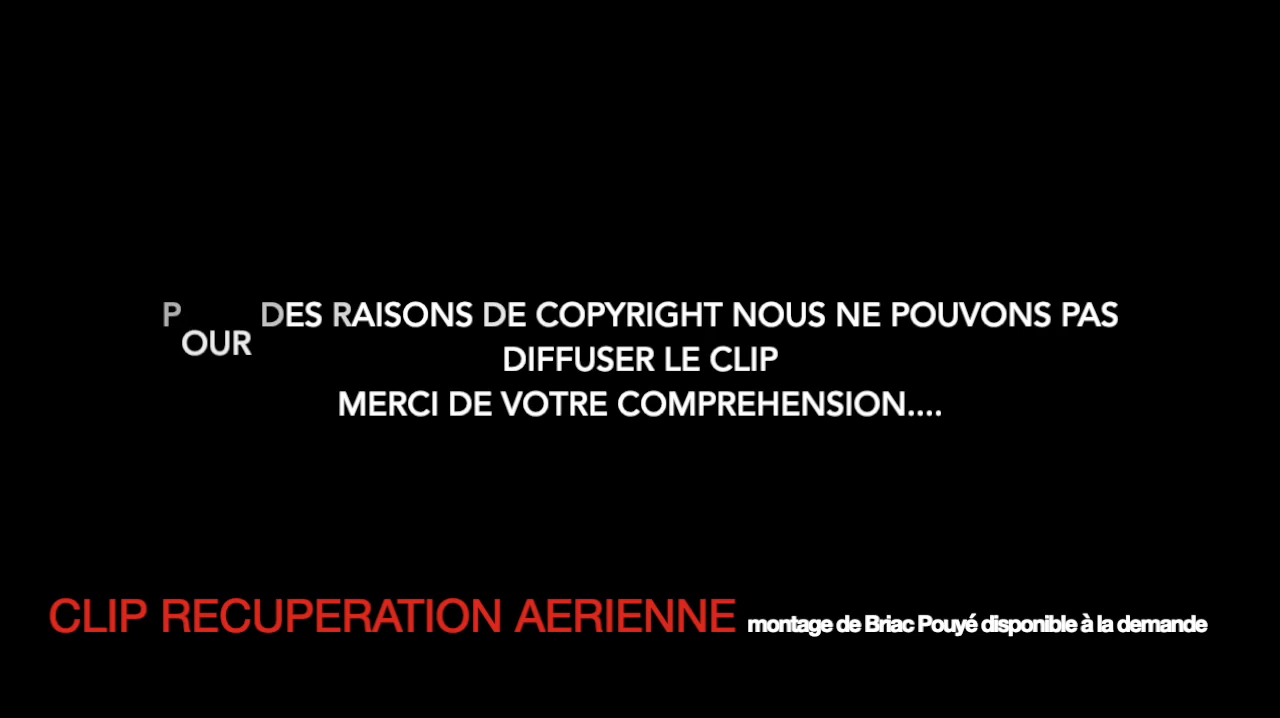 POUR DES RAISONS DE COPYRIGHT NOUS NE POUVONS PAS
DIFFUSER LE CLIP
MERCI DE VOTRE COMPREHENSION....
CLIP RECUPERATION AERIENNE montage de Briac Pouyé disponible à la demande